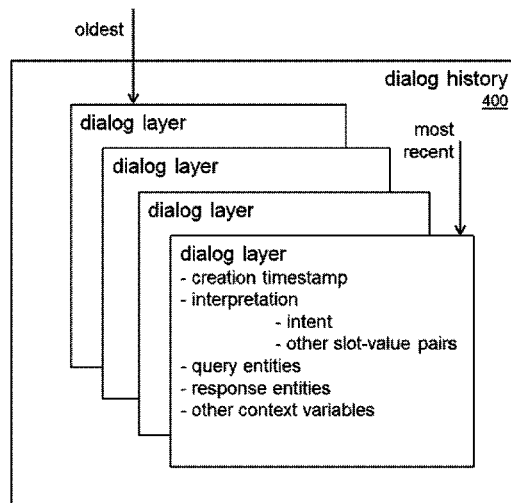 oldest
dialog history
400
dialog layer
most
recent
dialog layer
dialog layer
dialog layer
- creation timestamp
- interpretation
- intent
- other slot-value pairs
- query entities
- response entities
- other context variables